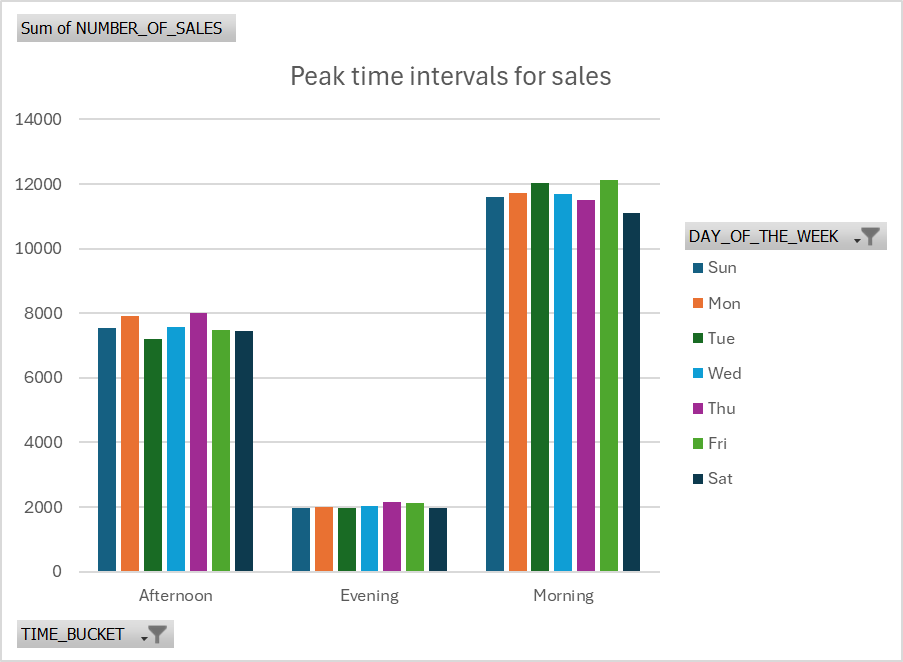 Sum of NUMBER_OF_SALES
Peak time intervals for sales
14000
12000
10000
8000
6000
4000
2000
0
Afternoon
Evening
Morning
DAY_OF_THE_WEEK
Sun
Mon
Tue
Wed
Thu
Fri
Sat
TIME_BUCKET